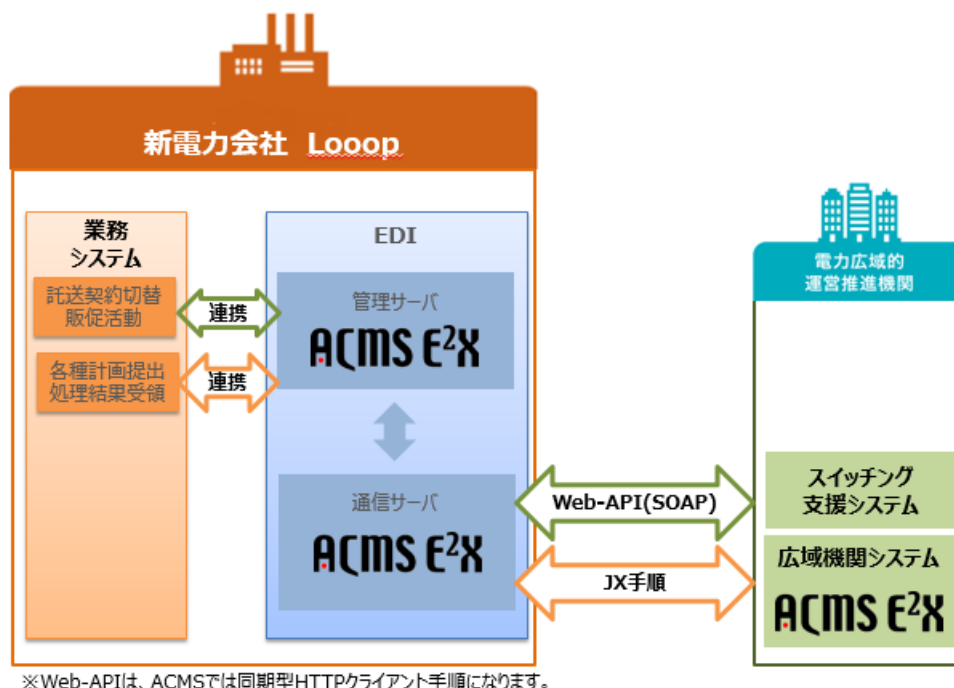 新電力会社 Looop
業務
システム
託送契約切替
販促活動
各種計画提出
処理結果受領
連携
連携
EDI
管理サーバ
ACMS E²X
通信サーバ
ACMS E²X
Web-API(SOAP)
JX手順
電力広域的
運営推進機関
スイッチング
支援システム
広域機関システム
ACMS E²X
※Web-APIは、ACMSでは同期型HTTPクライアント手順になります。